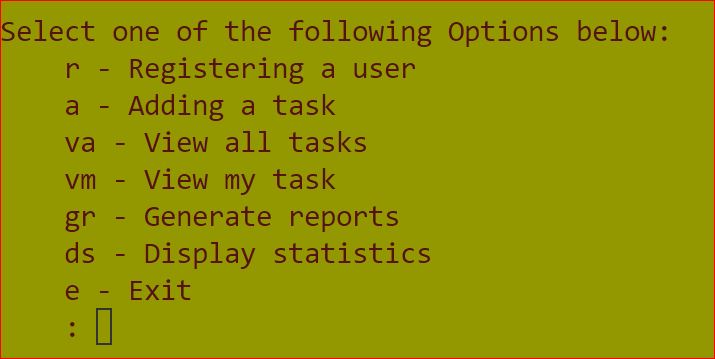 Select one of the following Options below:
r - Registering a user
a - Adding a task
va - View all tasks
vm - View my task
gr - Generate reports
ds - Display statistics
e - Exit
: